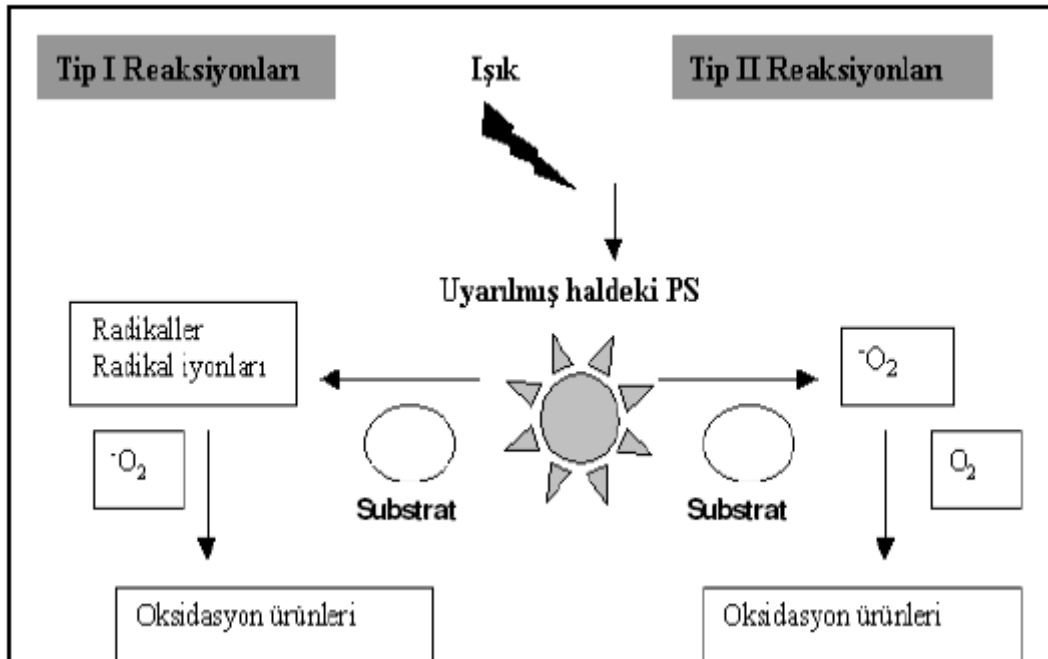 Tip I Reaksiyonları
Işık
Tip II Reaksiyonları
Uyarılmış haldeki PS
Radikaller
Radikal iyonları
⁻O₂
⁻O₂
O₂
Substrat
Substrat
Oksidasyon ürünleri
Oksidasyon ürünleri